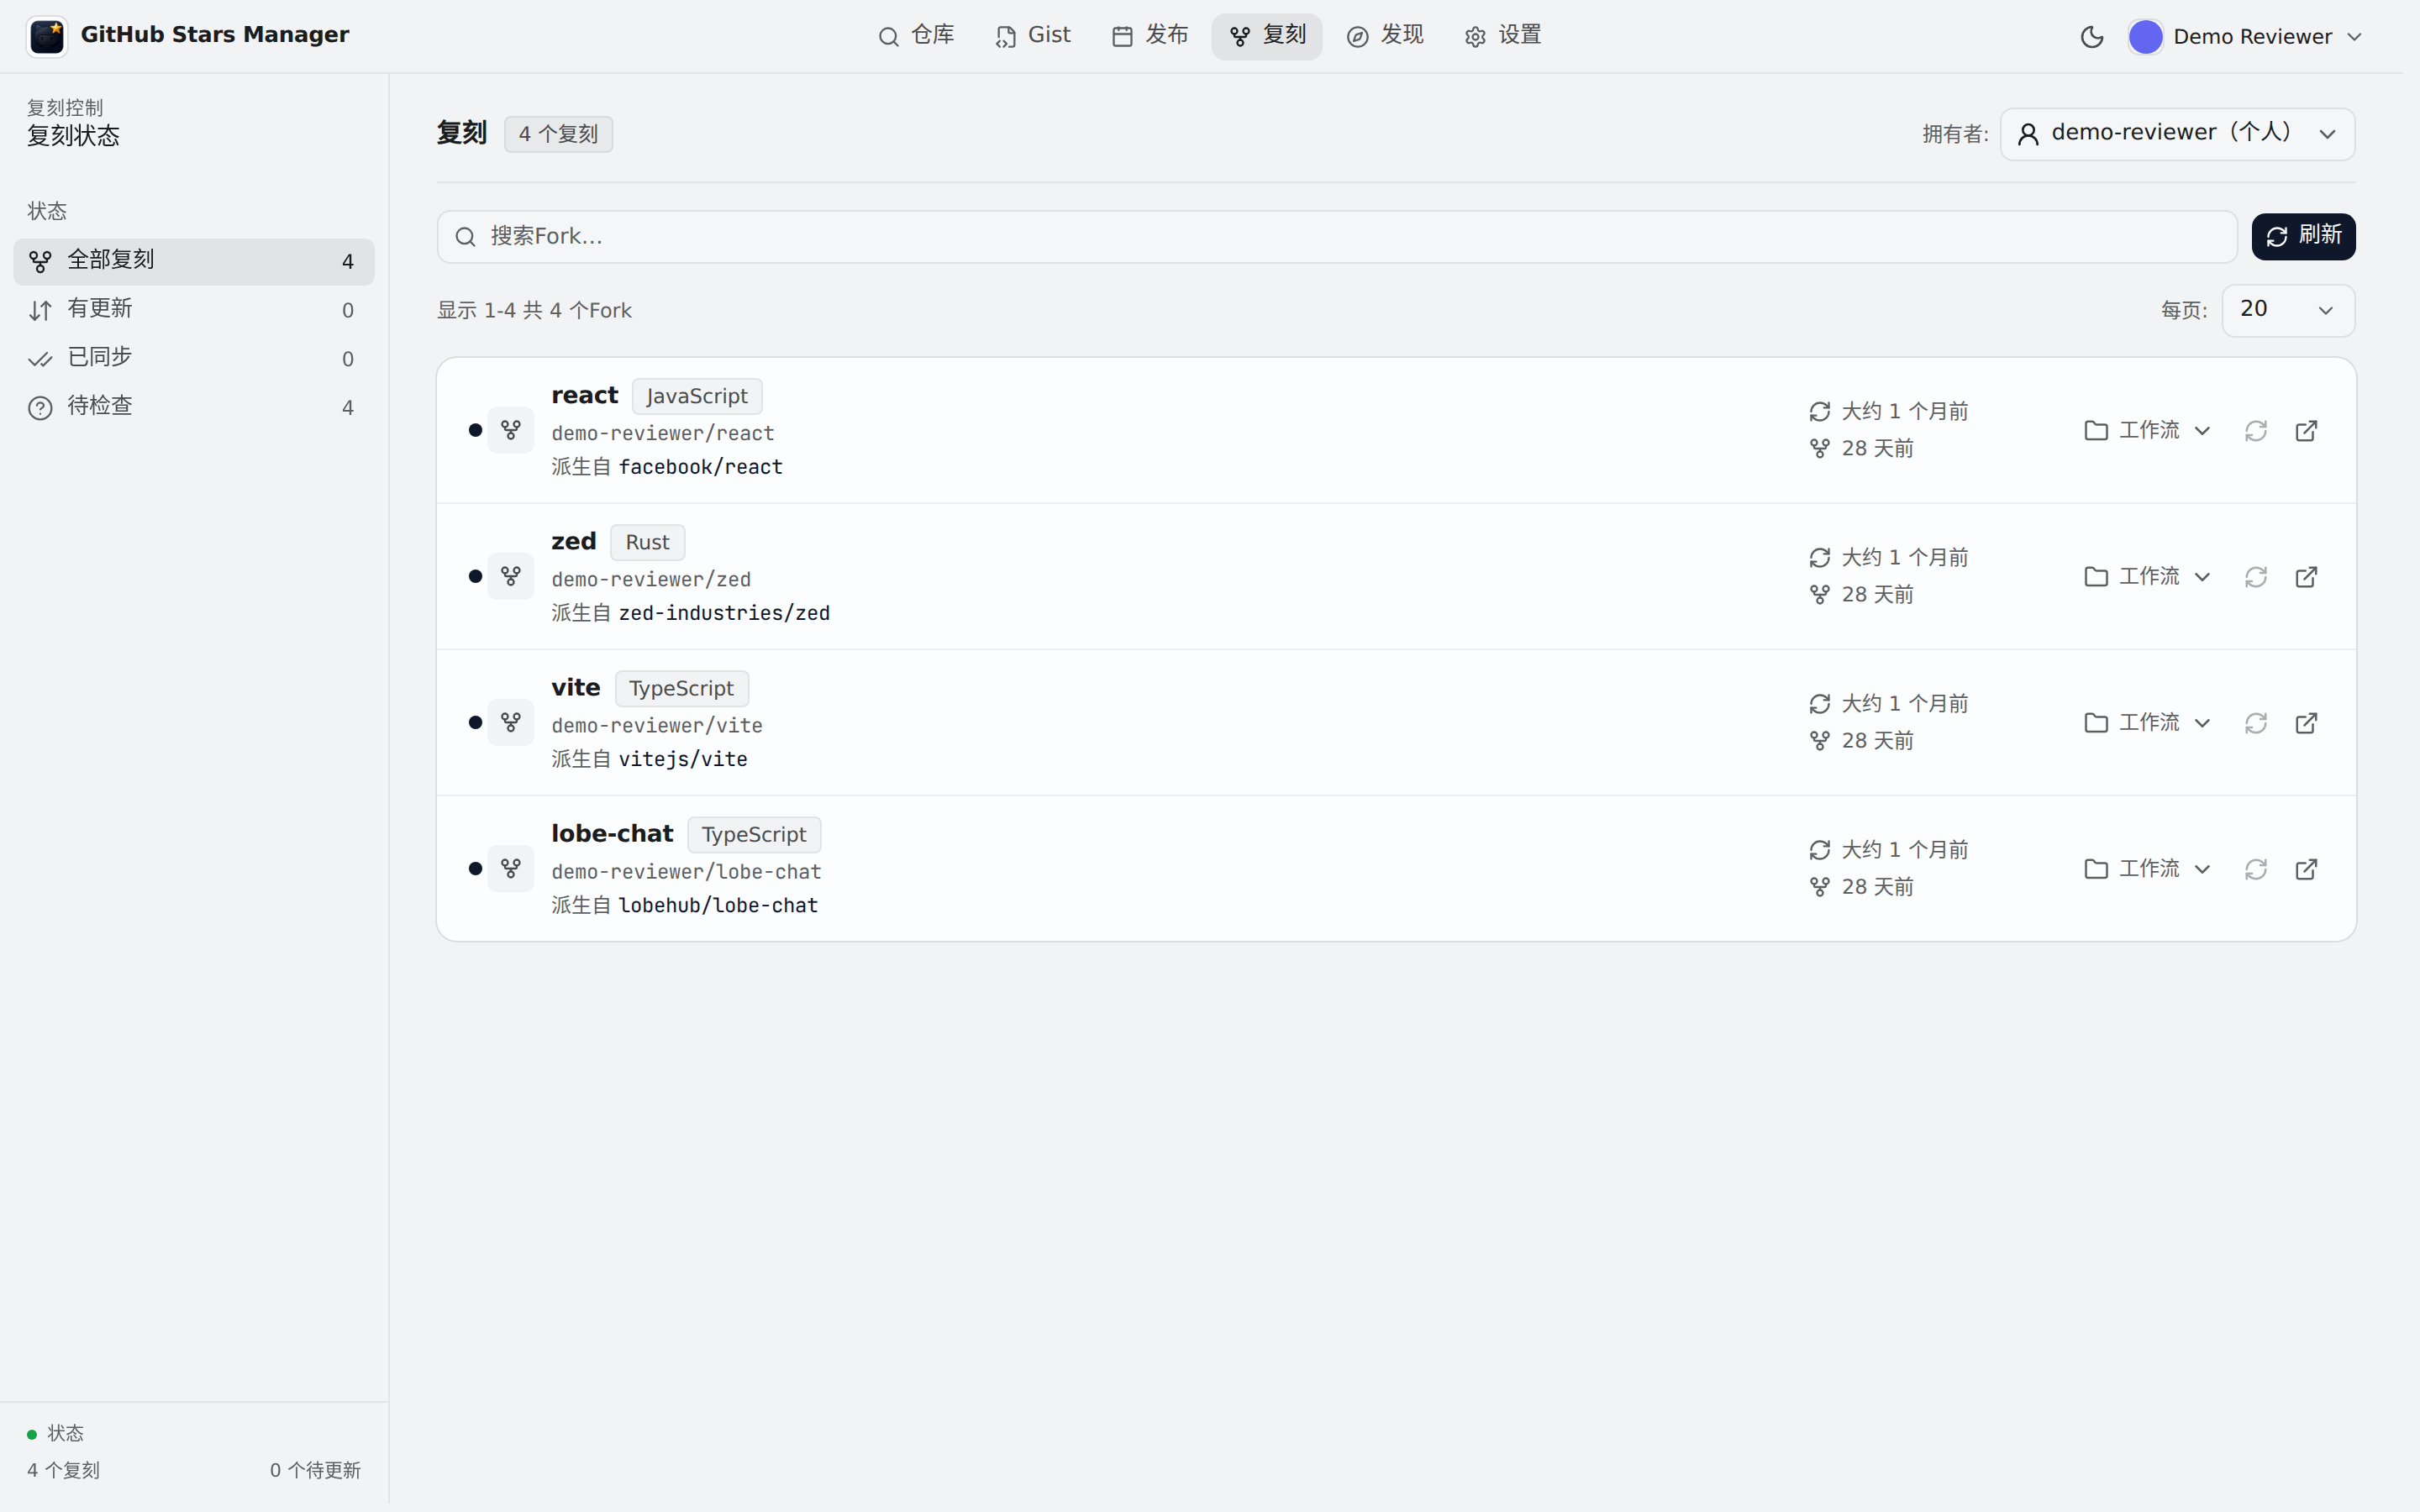 GitHub Stars Manager
仓库
Gist
发布
复刻
发现
设置
Demo Reviewer
复刻控制
复刻状态
状态
全部复刻 4
有更新 0
已同步 0
待检查 4
状态
4 个复刻 0 个待更新
复刻 4 个复刻
拥有者: demo-reviewer（个人）
搜索Fork...
刷新
显示 1-4 共 4 个Fork
每页: 20
react JavaScript
demo-reviewer/react
派生自 facebook/react
大约 1 个月前
28 天前
工作流
zed Rust
demo-reviewer/zed
派生自 zed-industries/zed
大约 1 个月前
28 天前
工作流
vite TypeScript
demo-reviewer/vite
派生自 vitejs/vite
大约 1 个月前
28 天前
工作流
lobe-chat TypeScript
demo-reviewer/lobe-chat
派生自 lobehub/lobe-chat
大约 1 个月前
28 天前
工作流